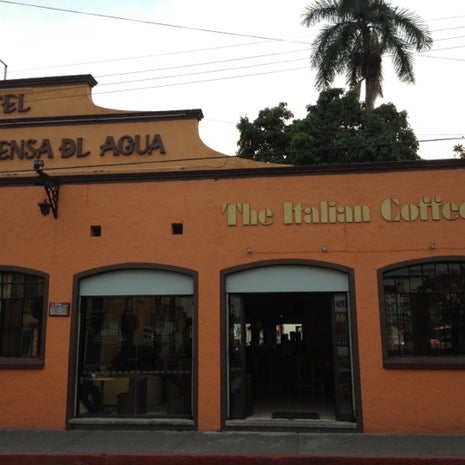 TEL
ENSA DL AGUA
The Italian Coffee